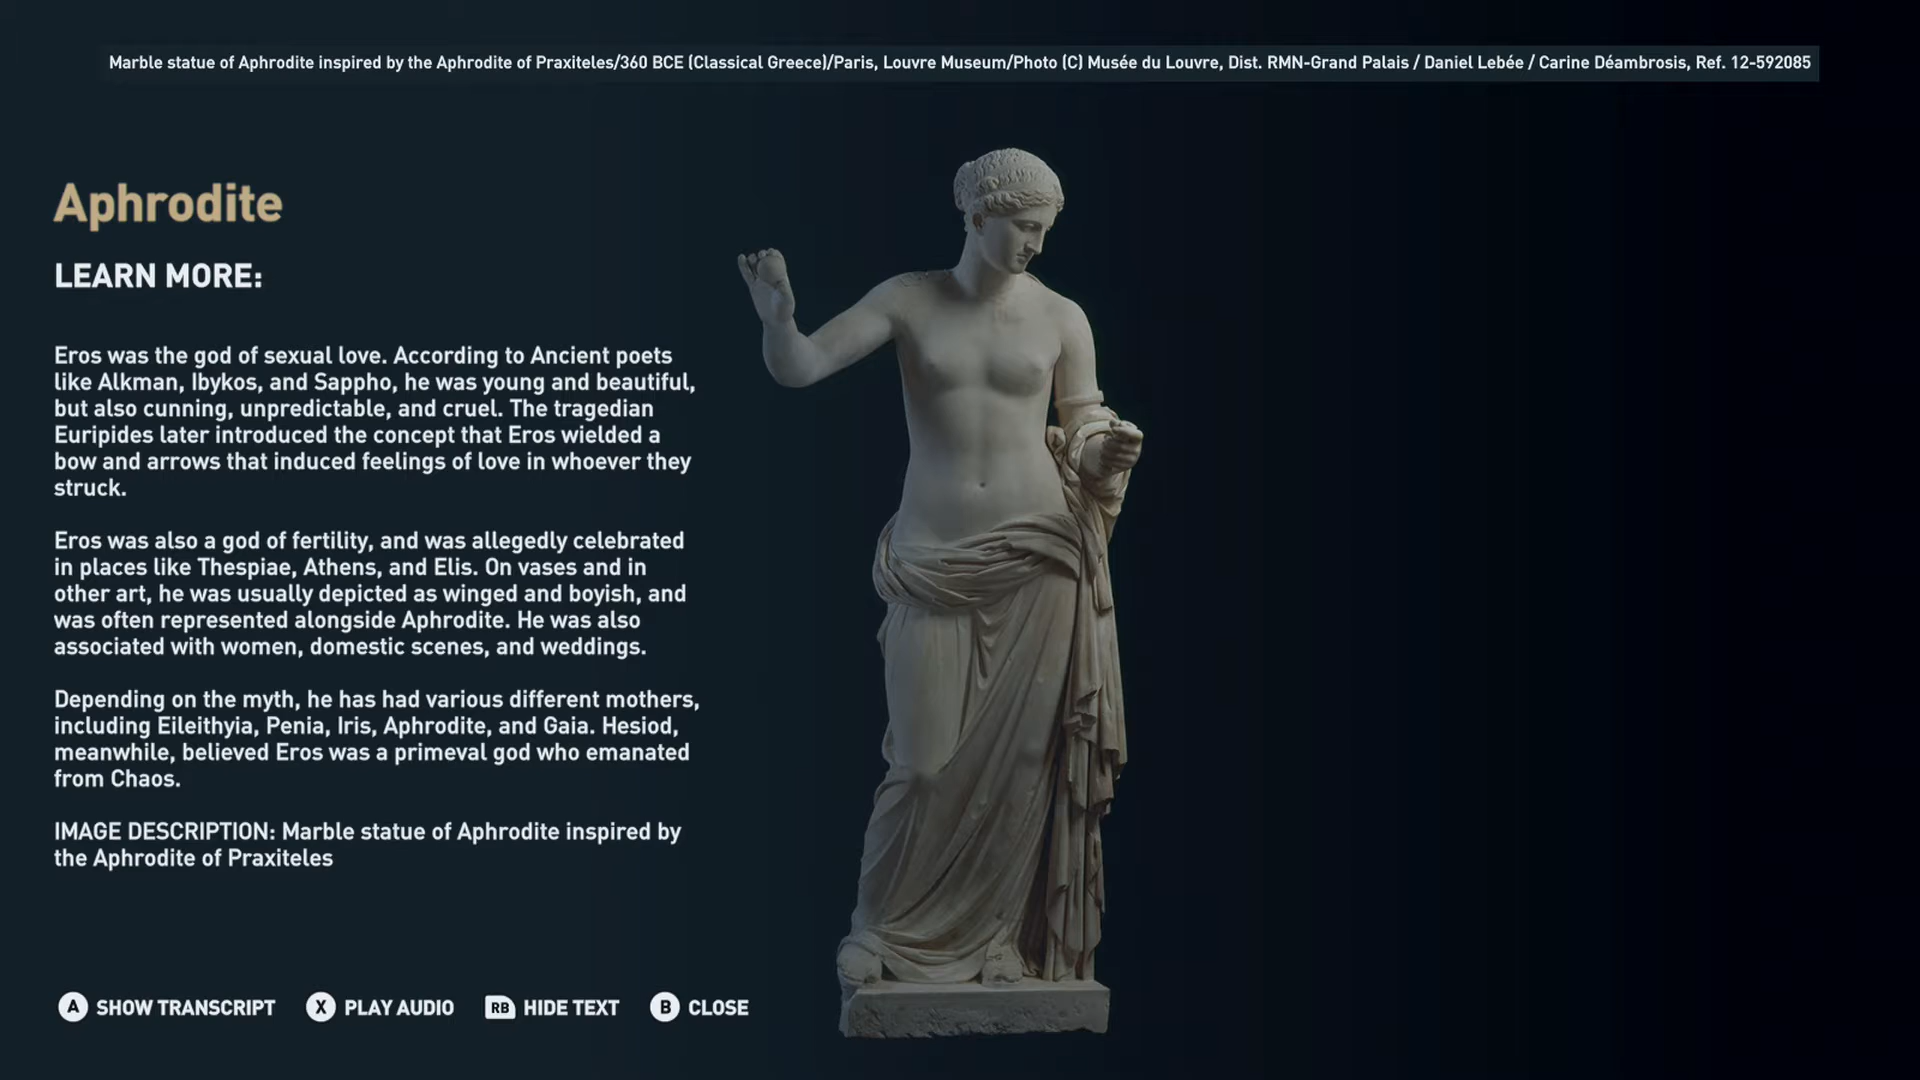 Marble statue of Aphrodite inspired by the Aphrodite of Praxiteles/360 BCE (Classical Greece)/Paris, Louvre Museum/Photo (C) Musée du Louvre, Dist. RMN-Grand Palais / Daniel Lebée / Carine Déambrosis, Ref. 12-592085
Aphrodite
LEARN MORE:
Eros was the god of sexual love. According to Ancient poets
like Alkman, Ibykos, and Sappho, he was young and beautiful,
but also cunning, unpredictable, and cruel. The tragedian
Euripides later introduced the concept that Eros wielded a
bow and arrows that induced feelings of love in whoever they
struck.
Eros was also a god of fertility, and was allegedly celebrated
in places like Thespiae, Athens, and Elis. On vases and in
other art, he was usually depicted as winged and boyish, and
was often represented alongside Aphrodite. He was also
associated with women, domestic scenes, and weddings.
Depending on the myth, he has had various different mothers,
including Eileithyia, Penia, Iris, Aphrodite, and Gaia. Hesiod,
meanwhile, believed Eros was a primeval god who emanated
from Chaos.
IMAGE DESCRIPTION: Marble statue of Aphrodite inspired by
the Aphrodite of Praxiteles
A SHOW TRANSCRIPT X PLAY AUDIO RB HIDE TEXT B CLOSE